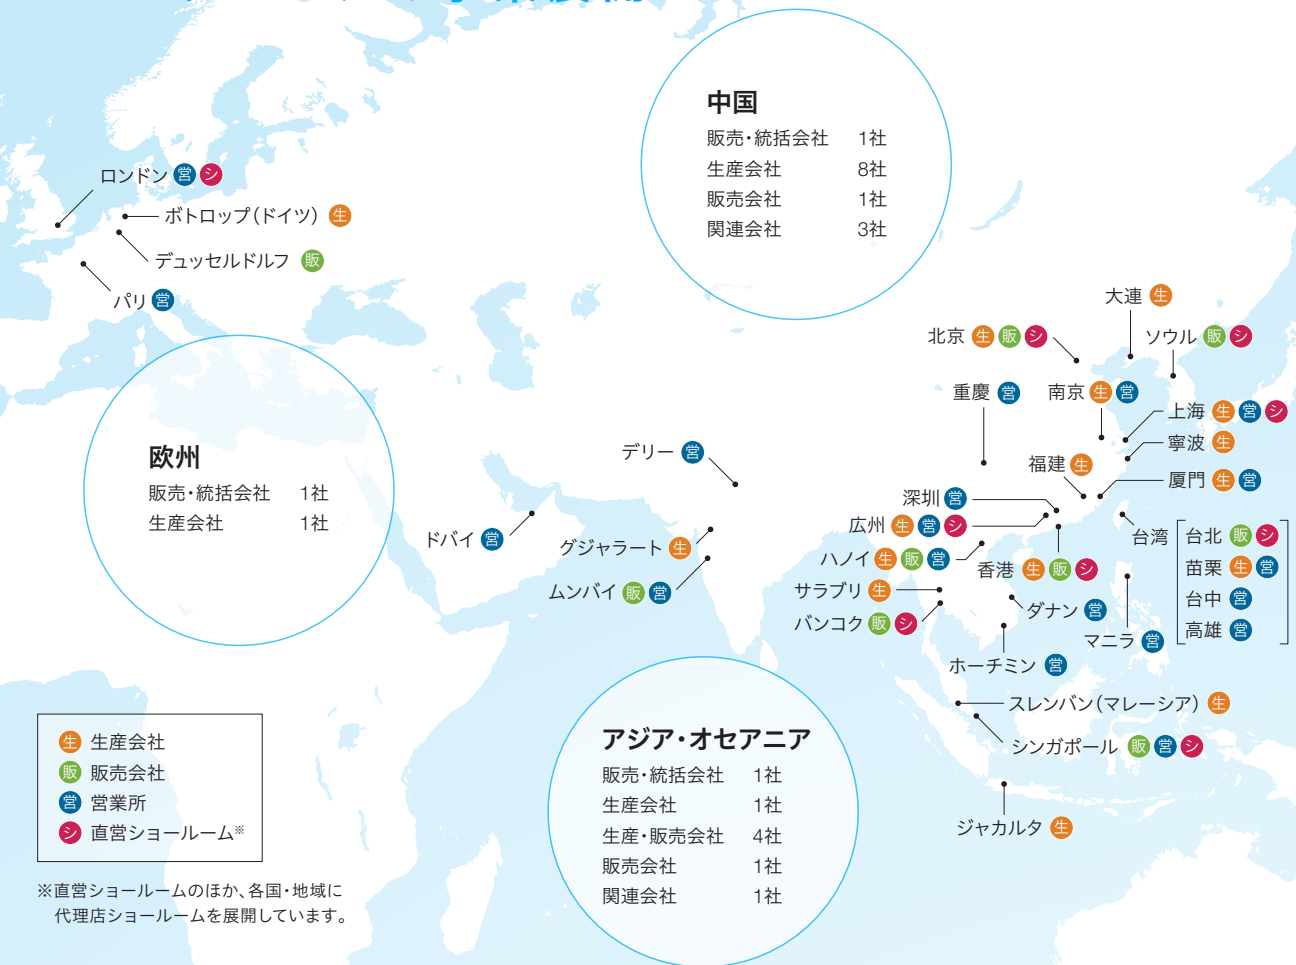 中国
販売・統括会社 1社
生産会社 8社
販売会社 1社
関連会社 3社
ロンドン 営 シ
ボトロップ(ドイツ) 生
デュッセルドルフ 販
パリ 営
欧州
販売・統括会社 1社
生産会社 1社
大連 生
北京 生 販 シ
ソウル 販 シ
重慶 営
南京 生 営
上海 生 営 シ
寧波 生
福建 生
厦門 生 営
デリー 営
深圳 営
広州 生 営 シ
ドバイ 営
グジャラート 生
ムンバイ 販 営
ハノイ 生 販 営
香港 生 販 シ
台湾
台北 販 シ
苗栗 生 営
台中 営
高雄 営
サラブリ 生
バンコク 販 シ
ダナン 営
マニラ 営
ホーチミン 営
スレンバン(マレーシア) 生
シンガポール 販 営 シ
ジャカルタ 生
アジア・オセアニア
販売・統括会社 1社
生産会社 1社
生産・販売会社 4社
販売会社 1社
関連会社 1社
生 生産会社
販 販売会社
営 営業所
シ 直営ショールーム※
※直営ショールームのほか、各国・地域に
代理店ショールームを展開しています。